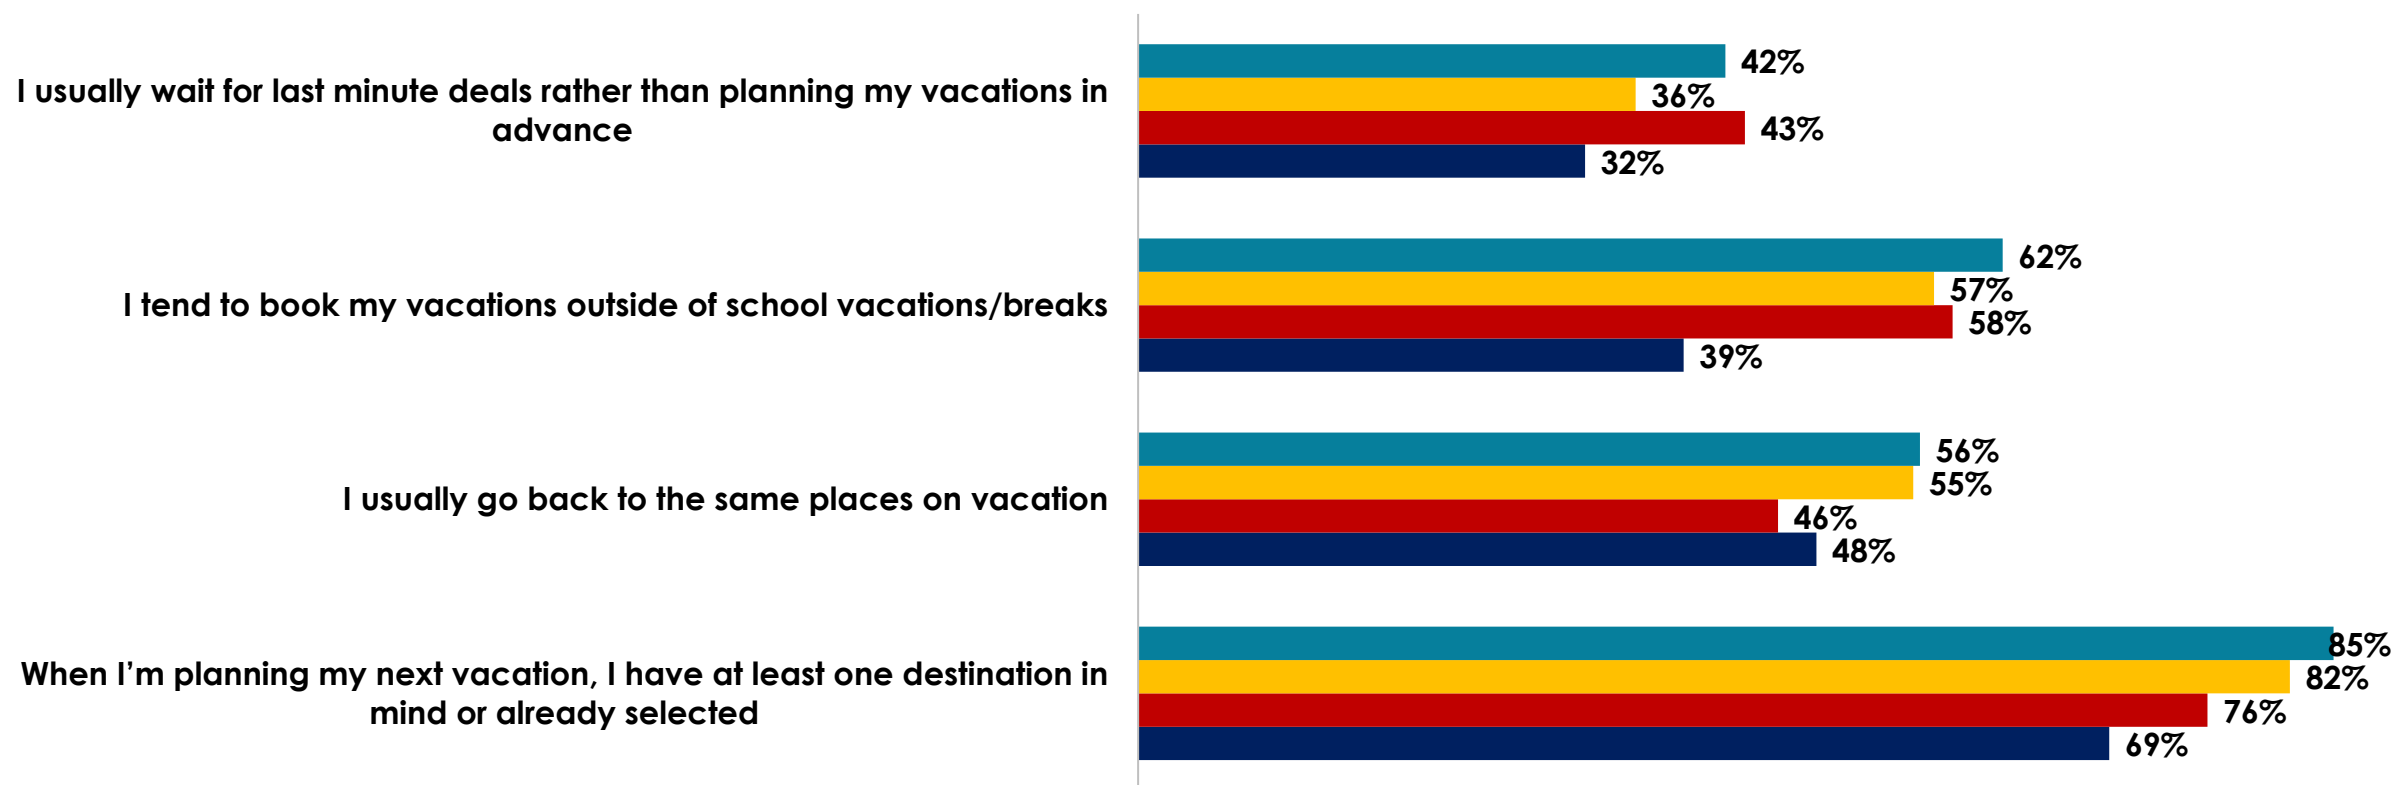 I usually wait for last minute deals rather than planning my vacations in
advance
42%
36%
43%
32%
I tend to book my vacations outside of school vacations/breaks
62%
57%
58%
39%
I usually go back to the same places on vacation
56%
55%
46%
48%
When I’m planning my next vacation, I have at least one destination in
mind or already selected
85%
82%
76%
69%